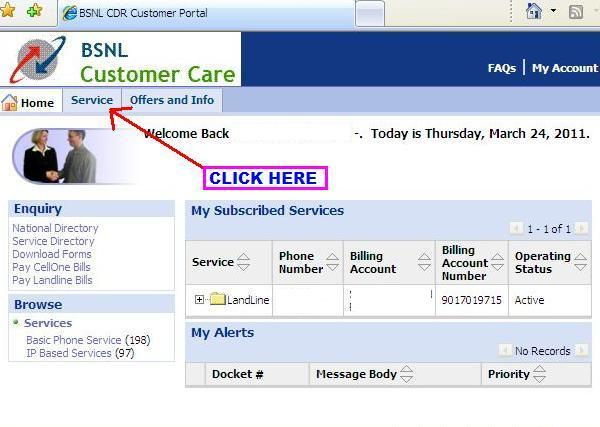 BSNL CDR Customer Portal
BSNL
Customer Care
FAQs | My Account
Home Service Offers and Info
Welcome Back -. Today is Thursday, March 24, 2011.
CLICK HERE
Enquiry
National Directory
Service Directory
Download Forms
Pay CellOne Bills
Pay Landline Bills
Browse
Services
Basic Phone Service (198)
IP Based Services (97)
My Subscribed Services
1 - 1 of 1
Service Phone Number Billing Account Billing Account Number Operating Status
LandLine 9017019715 Active
My Alerts
No Records
Docket # Message Body Priority